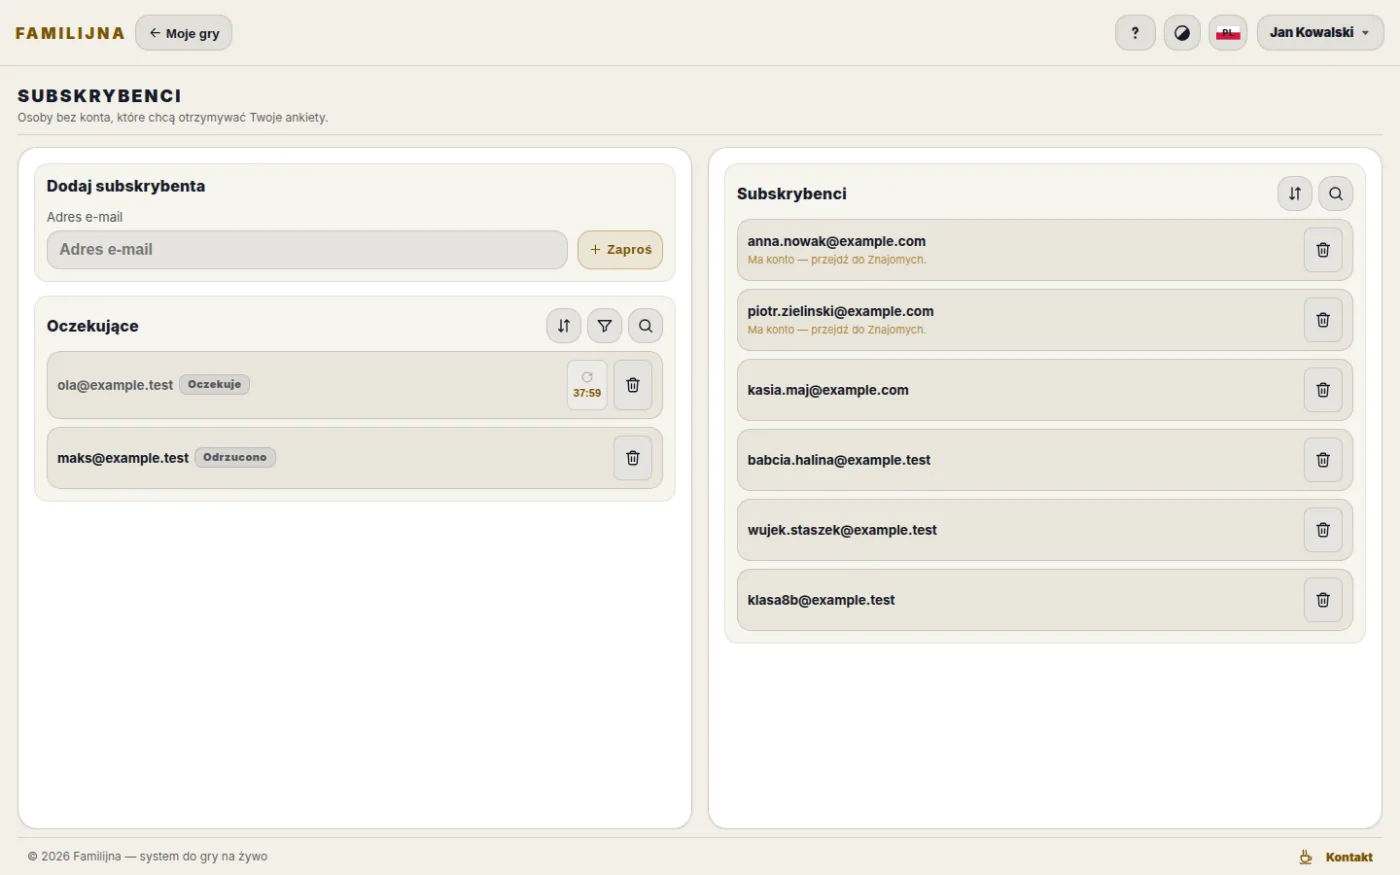 FAMILIJNA
← Moje gry
?
PL
Jan Kowalski
SUBSKRYBENCI
Osoby bez konta, które chcą otrzymywać Twoje ankiety.
Dodaj subskrybenta
Adres e-mail
Adres e-mail
+ Zaproś
Oczekujące
ola@example.test Oczekuje
37:59
maks@example.test Odrzucono
Subskrybenci
anna.nowak@example.com
Ma konto — przejdź do Znajomych.
piotr.zielinski@example.com
Ma konto — przejdź do Znajomych.
kasia.maj@example.com
babcia.halina@example.test
wujek.staszek@example.test
klasa8b@example.test
© 2026 Familijna — system do gry na żywo
Kontakt